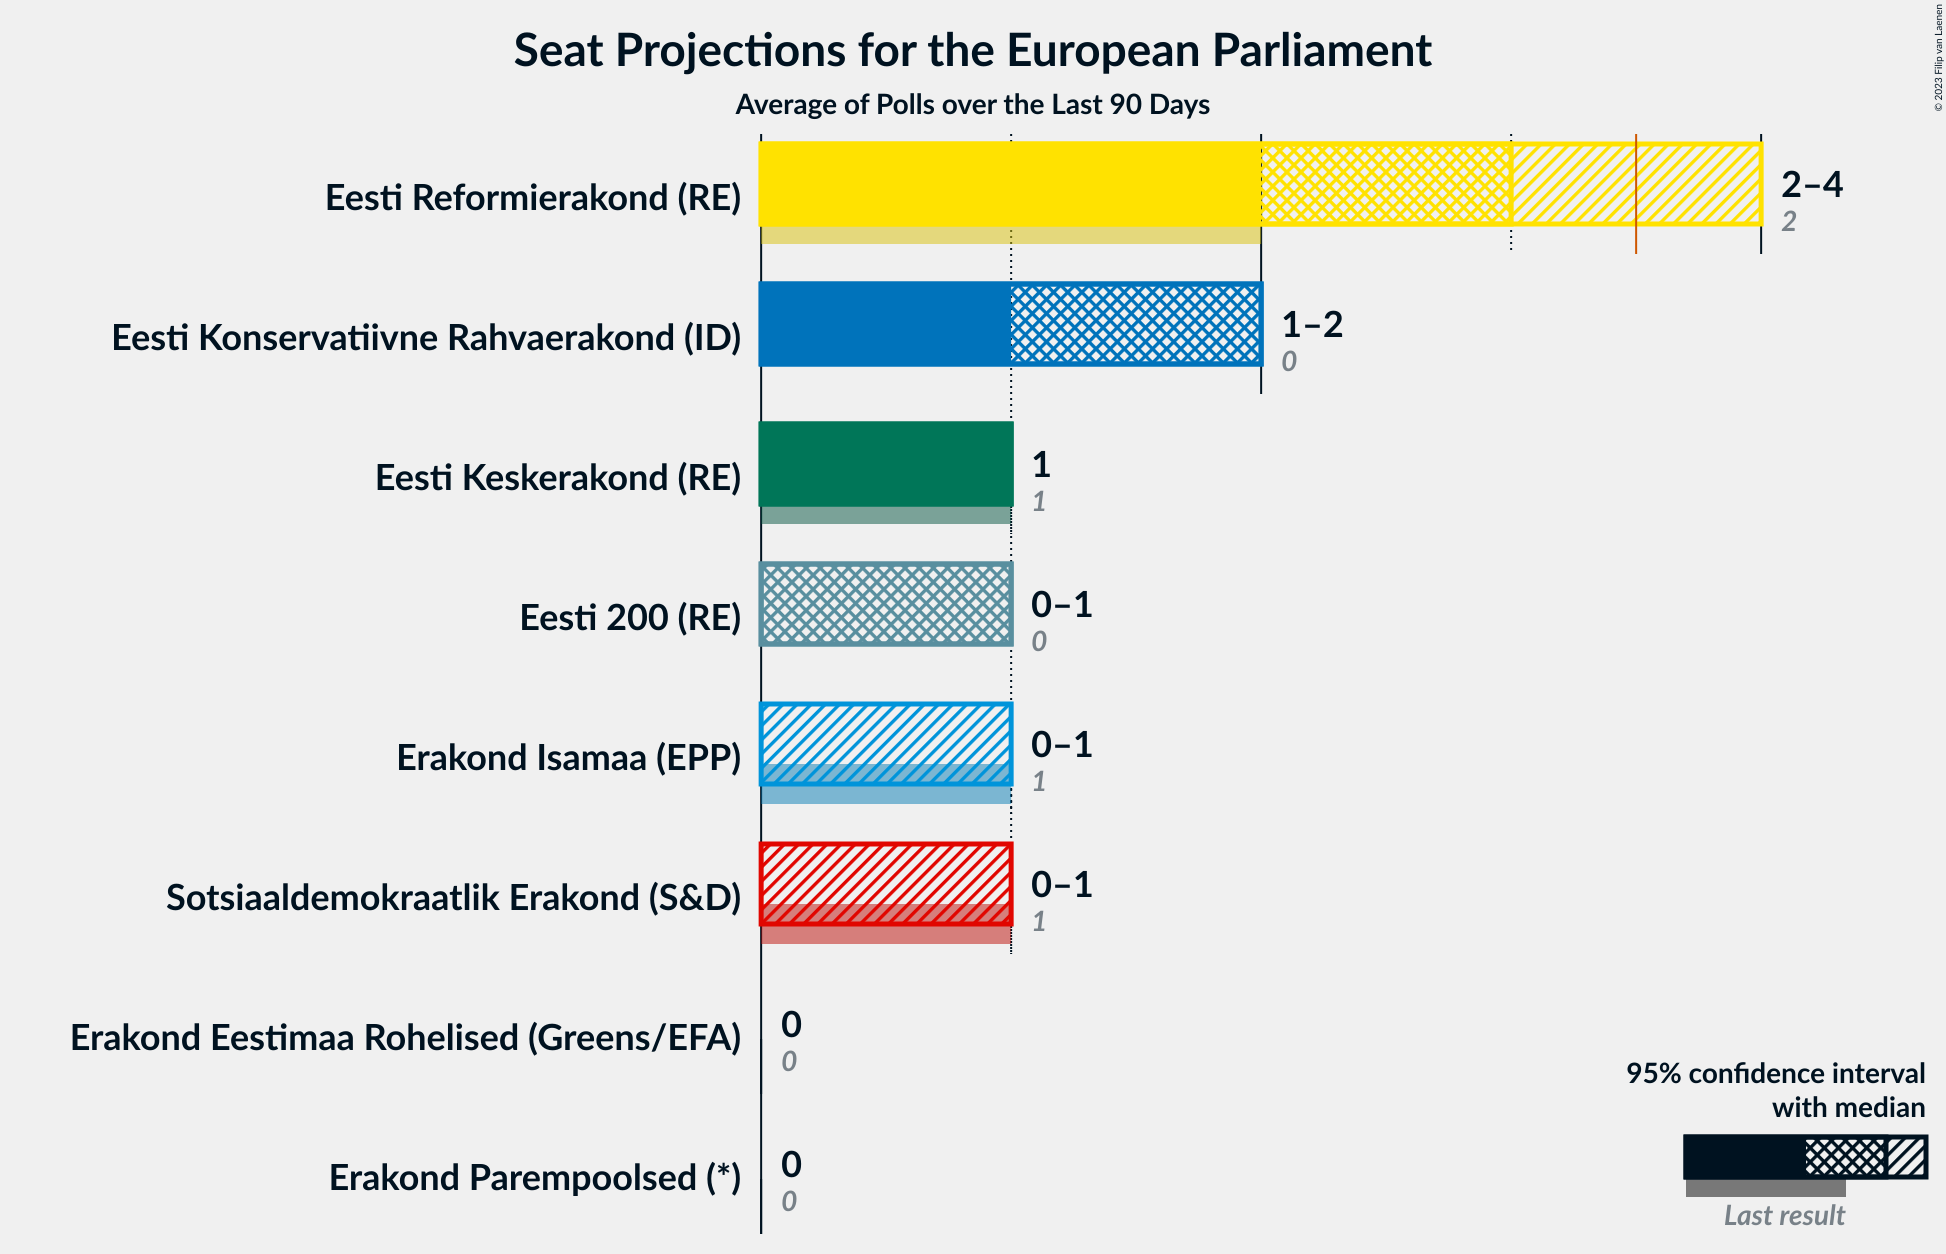 Seat Projections for the European Parliament
Average of Polls over the Last 90 Days
© 2023 Filip van Laenen
Eesti Reformierakond (RE)
2–4
2
Eesti Konservatiivne Rahvaerakond (ID)
1–2
0
Eesti Keskerakond (RE)
1
1
Eesti 200 (RE)
0–1
0
Erakond Isamaa (EPP)
0–1
1
Sotsiaaldemokraatlik Erakond (S&D)
0–1
1
Erakond Eestimaa Rohelised (Greens/EFA)
0
0
Erakond Parempoolsed (*)
0
0
95% confidence interval
with median
Last result